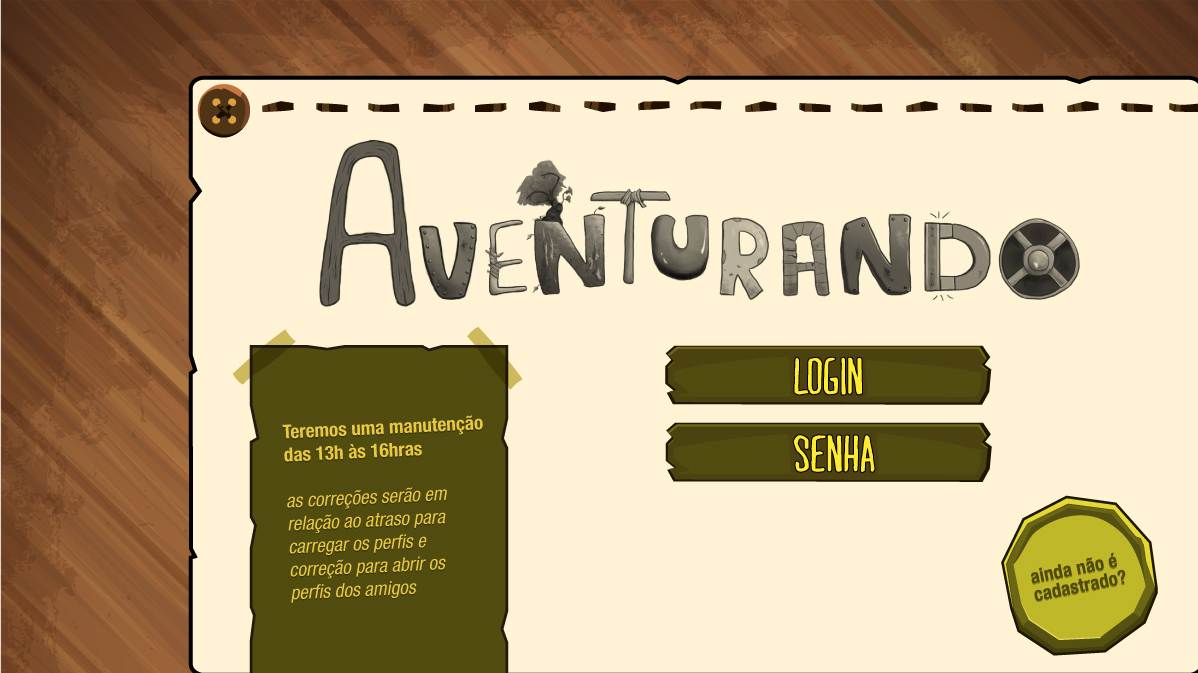 AVENTURANDO
Teremos uma manutenção
das 13h às 16hras
as correções serão em
relação ao atraso para
carregar os perfis e
correção para abrir os
perfis dos amigos
LOGIN
SENHA
ainda não é
cadastrado?